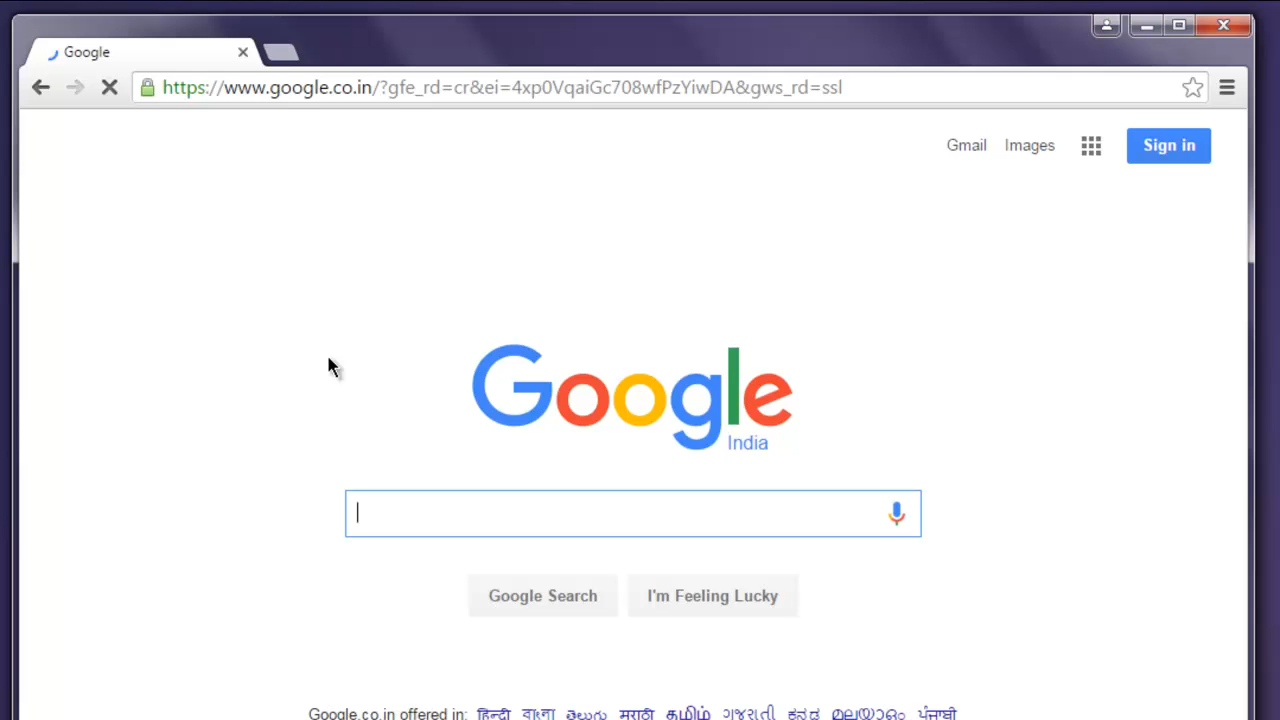 Google
https://www.google.co.in/?gfe_rd=cr&ei=4xp0VqaiGc708wfPzYiwDA&gws_rd=ssl
Gmail Images Sign in
Google
India
Google Search I'm Feeling Lucky
Google.co.in offered in: हिन्दी বাংলা తెలుగు मराठी தமிழ் ગુજરાતી ಕನ್ನಡ മലയാളം ਪੰਜਾਬੀ